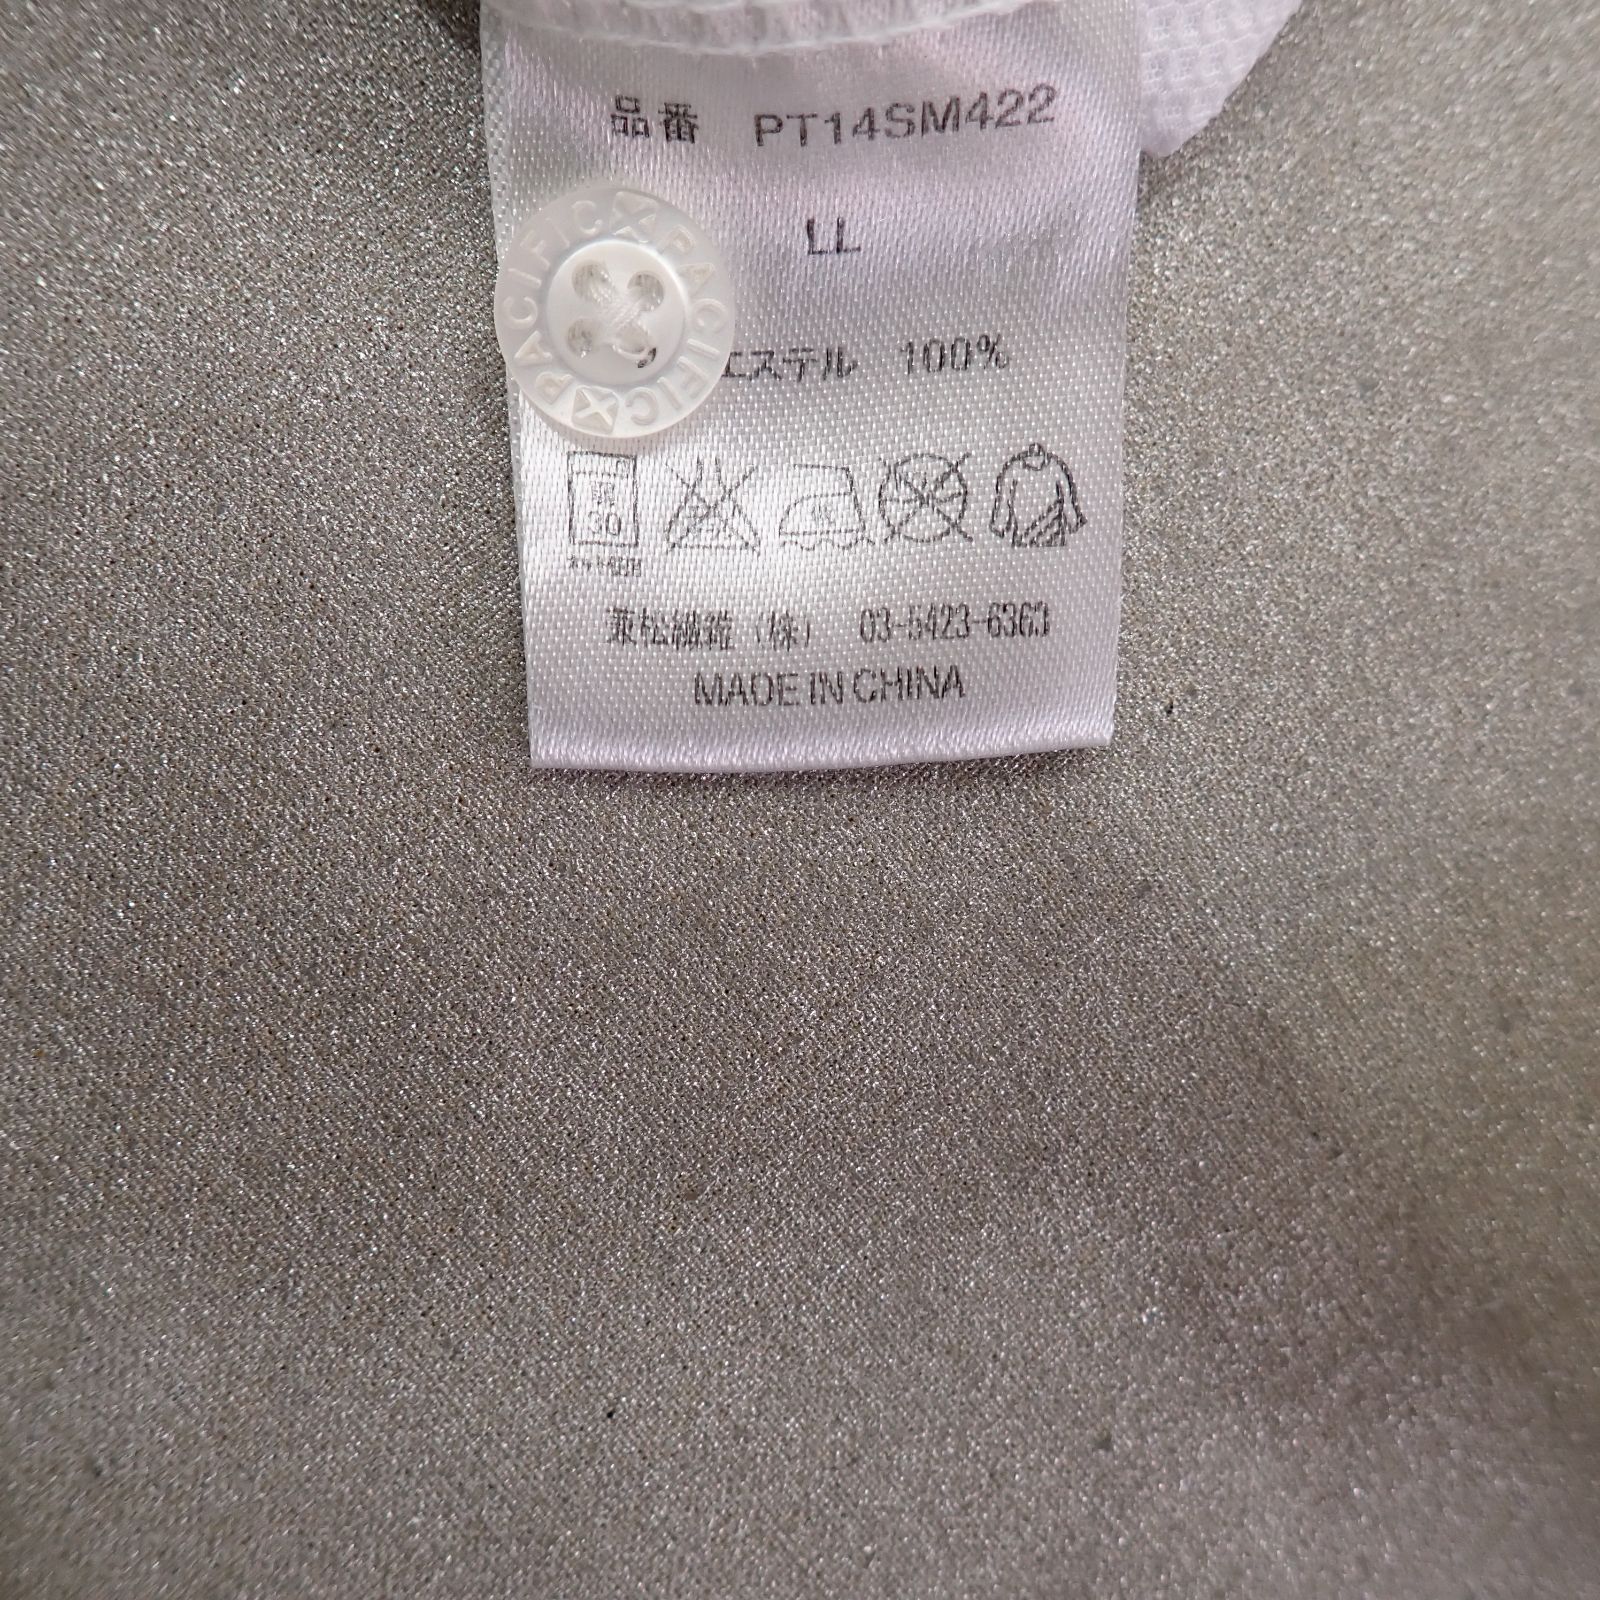 品番 PT14SM422
LL
PACIFIC PACIFIC
エステル 100%
30
兼松繊維(株) 03-5423-6363
MADE IN CHINA